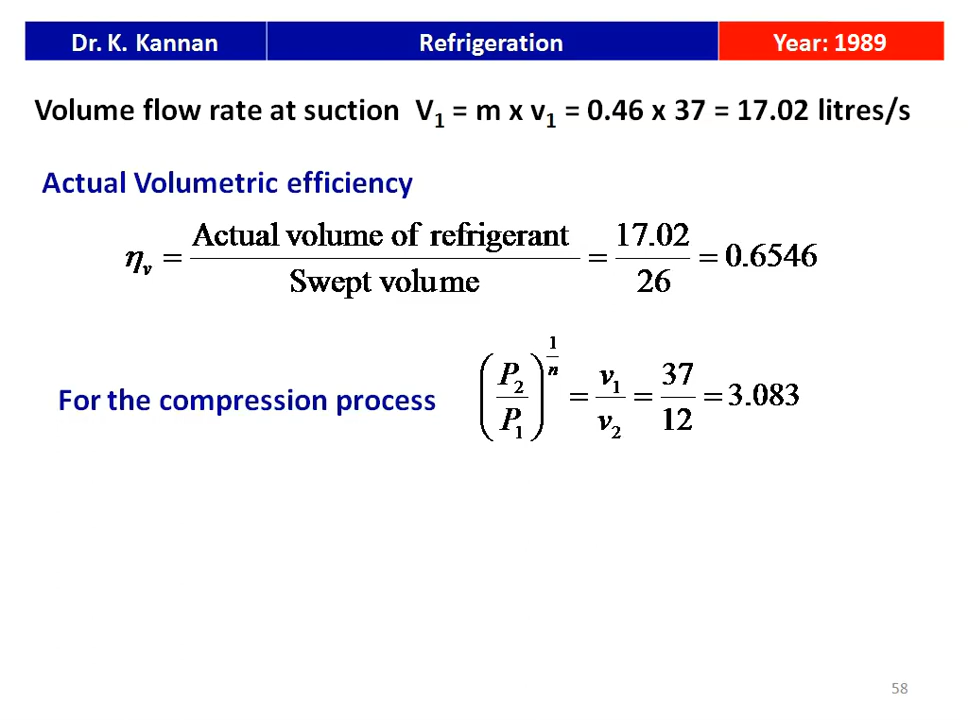 Dr. K. Kannan Refrigeration Year: 1989
Volume flow rate at suction V₁ = m x v₁ = 0.46 x 37 = 17.02 litres/s
Actual Volumetric efficiency
η_v = Actual volume of refrigerant / Swept volume = 17.02 / 26 = 0.6546
For the compression process (P₂ / P₁)^(1/n) = v₁ / v₂ = 37 / 12 = 3.083
58